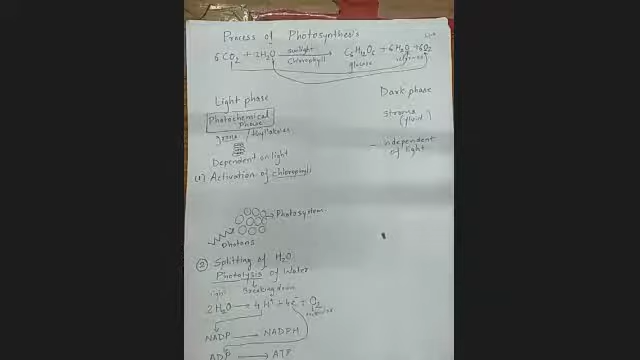 Process of Photosynthesis
6CO2 + 12H2O sunlight Chlorophyll C6H12O6 + 6H2O + 6O2
glucose
Light phase
Dark phase
Photochemical Phase
grana / thyllakoids
stroma (fluid)
Dependent on light
– independent of light
(1) Activation of chlorophyll
Photosystem
Photons
(2) Splitting of H2O
Photolysis of Water
light Breaking down
2H2O → 4H+ + 4e- + O2
NADP → NADPH
ADP → ATP